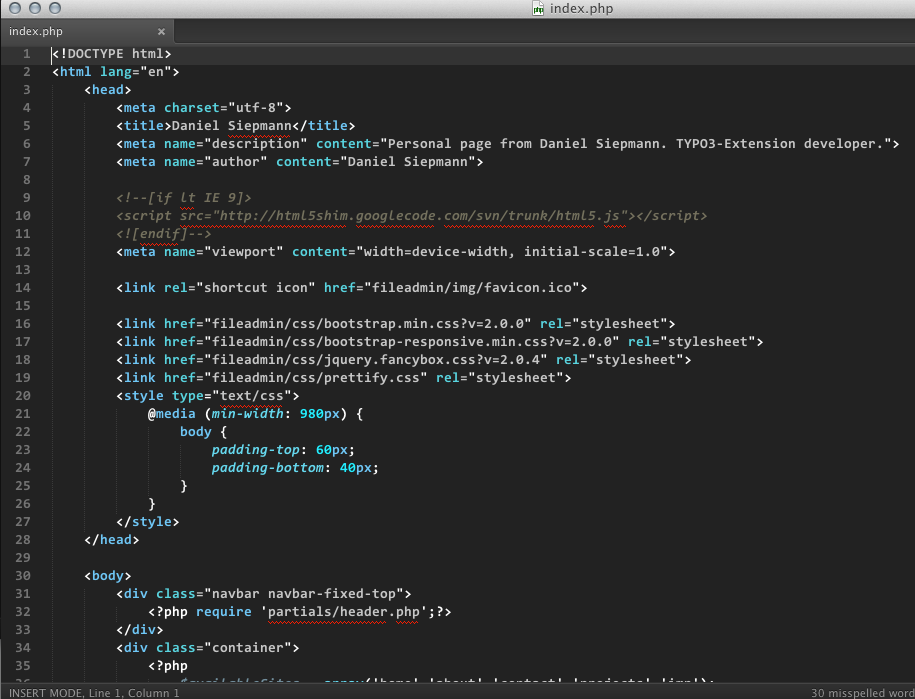 index.php
index.php ×
1 <!DOCTYPE html>
2 <html lang="en">
3 <head>
4 <meta charset="utf-8">
5 <title>Daniel Siepmann</title>
6 <meta name="description" content="Personal page from Daniel Siepmann. TYPO3-Extension developer.">
7 <meta name="author" content="Daniel Siepmann">
8
9 <!--[if lt IE 9]>
10 <script src="http://html5shim.googlecode.com/svn/trunk/html5.js"></script>
11 <![endif]-->
12 <meta name="viewport" content="width=device-width, initial-scale=1.0">
13
14 <link rel="shortcut icon" href="fileadmin/img/favicon.ico">
15
16 <link href="fileadmin/css/bootstrap.min.css?v=2.0.0" rel="stylesheet">
17 <link href="fileadmin/css/bootstrap-responsive.min.css?v=2.0.0" rel="stylesheet">
18 <link href="fileadmin/css/jquery.fancybox.css?v=2.0.4" rel="stylesheet">
19 <link href="fileadmin/css/prettify.css" rel="stylesheet">
20 <style type="text/css">
21 @media (min-width: 980px) {
22 body {
23 padding-top: 60px;
24 padding-bottom: 40px;
25 }
26 }
27 </style>
28 </head>
29
30 <body>
31 <div class="navbar navbar-fixed-top">
32 <?php require 'partials/header.php';?>
33 </div>
34 <div class="container">
35 <?php
INSERT MODE, Line 1, Column 1
30 misspelled word